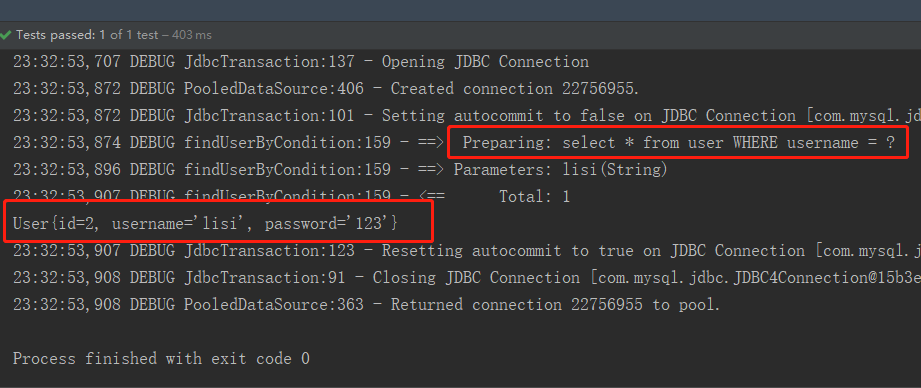 Tests passed: 1 of 1 test – 403 ms
23:32:53,707 DEBUG JdbcTransaction:137 - Opening JDBC Connection
23:32:53,872 DEBUG PooledDataSource:406 - Created connection 22756955.
23:32:53,872 DEBUG JdbcTransaction:101 - Setting autocommit to false on JDBC Connection [com.mysql.jd
23:32:53,874 DEBUG findUserByCondition:159 - ==>  Preparing: select * from user WHERE username = ?
23:32:53,896 DEBUG findUserByCondition:159 - ==> Parameters: lisi(String)
23:32:53,907 DEBUG findUserByCondition:159 - <==      Total: 1
User{id=2, username='lisi', password='123'}
23:32:53,907 DEBUG JdbcTransaction:123 - Resetting autocommit to true on JDBC Connection [com.mysql.j
23:32:53,908 DEBUG JdbcTransaction:91 - Closing JDBC Connection [com.mysql.jdbc.JDBC4Connection@15b3e
23:32:53,908 DEBUG PooledDataSource:363 - Returned connection 22756955 to pool.
Process finished with exit code 0